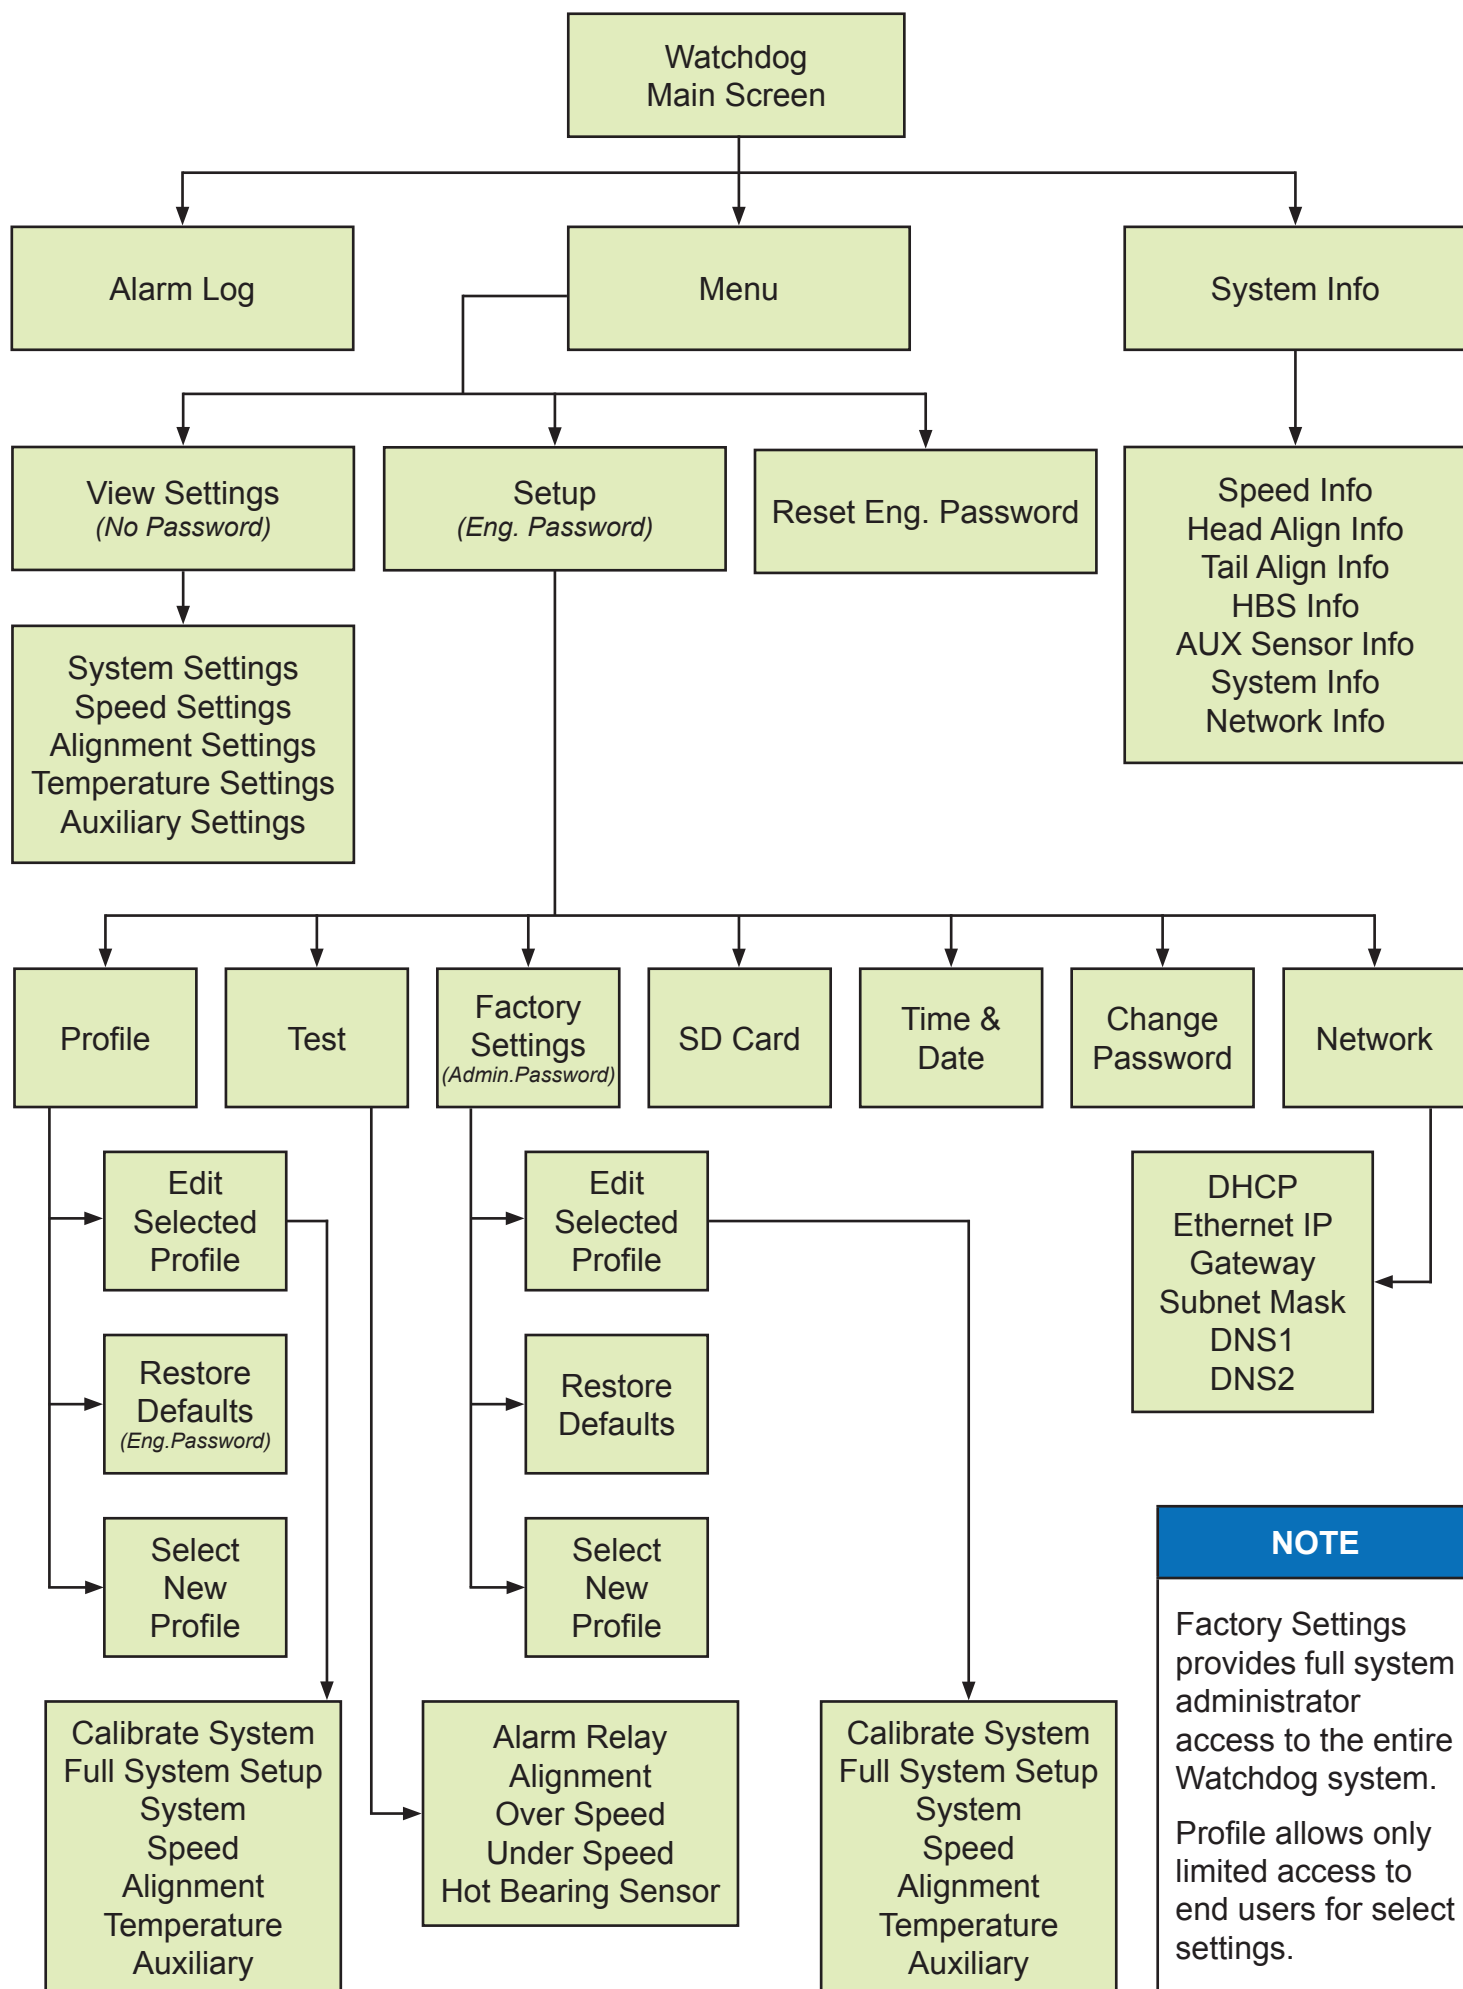 Watchdog
Main Screen
Alarm Log
Menu
System Info
View Settings
(No Password)
Setup
(Eng. Password)
Reset Eng. Password
Speed Info
Head Align Info
Tail Align Info
HBS Info
AUX Sensor Info
System Info
Network Info
System Settings
Speed Settings
Alignment Settings
Temperature Settings
Auxiliary Settings
Profile
Test
Factory
Settings
(Admin.Password)
SD Card
Time &
Date
Change
Password
Network
Edit
Selected
Profile
Restore
Defaults
(Eng.Password)
Select
New
Profile
Edit
Selected
Profile
Restore
Defaults
Select
New
Profile
DHCP
Ethernet IP
Gateway
Subnet Mask
DNS1
DNS2
Calibrate System
Full System Setup
System
Speed
Alignment
Temperature
Auxiliary
Alarm Relay
Alignment
Over Speed
Under Speed
Hot Bearing Sensor
Calibrate System
Full System Setup
System
Speed
Alignment
Temperature
Auxiliary
NOTE
Factory Settings
provides full system
administrator
access to the entire
Watchdog system.
Profile allows only
limited access to
end users for select
settings.